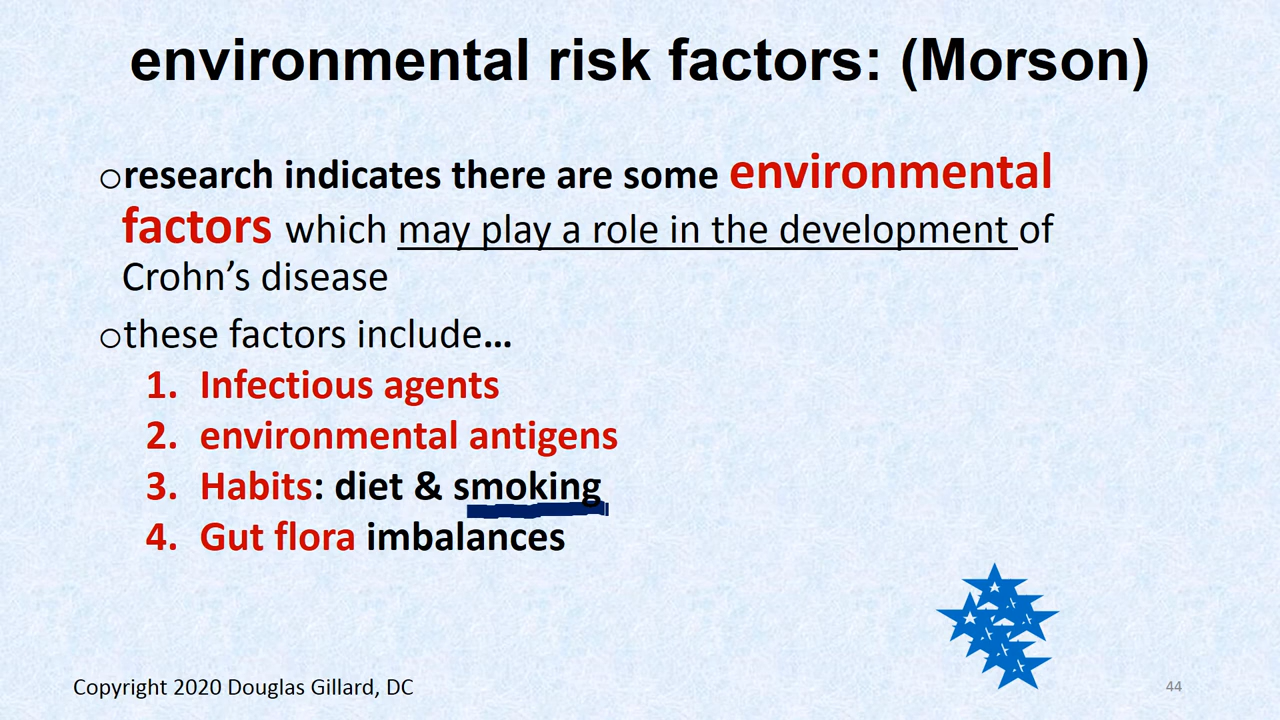 environmental risk factors: (Morson)
oresearch indicates there are some environmental
factors which may play a role in the development of
Crohn’s disease
othese factors include…
1. Infectious agents
2. environmental antigens
3. Habits: diet & smoking
4. Gut flora imbalances
Copyright 2020 Douglas Gillard, DC
44